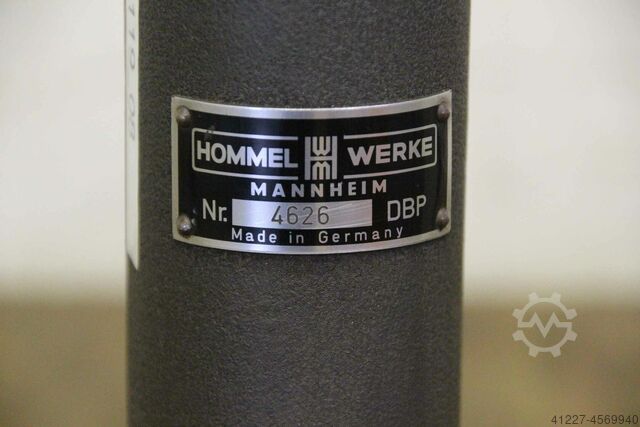 HOMMEL WERKE
MANNHEIM
Nr. 4626 DBP
Made in Germany
41227-4569940